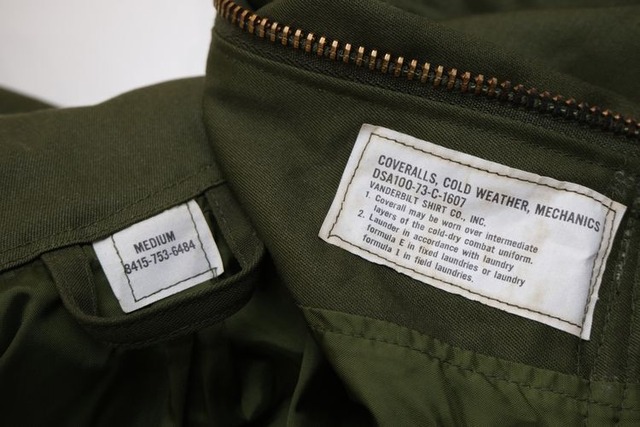 MEDIUM
8415-753-6484
COVERALLS, COLD WEATHER, MECHANICS
DSA100-73-C-1607
VANDERBILT SHIRT CO., INC.
1. Coverall may be worn over intermediate
layers of the cold-dry combat uniform.
2. Launder in accordance with laundry
formula E in fixed laundries or laundry
formula I in field laundries.